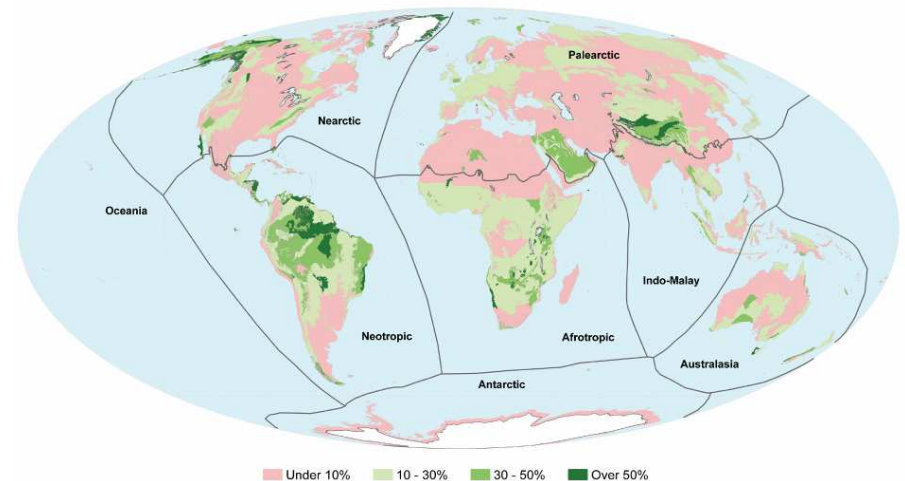 Palearctic
Nearctic
Oceania
Indo-Malay
Neotropic
Afrotropic
Australasia
Antarctic
Under 10% 10 - 30% 30 - 50% Over 50%